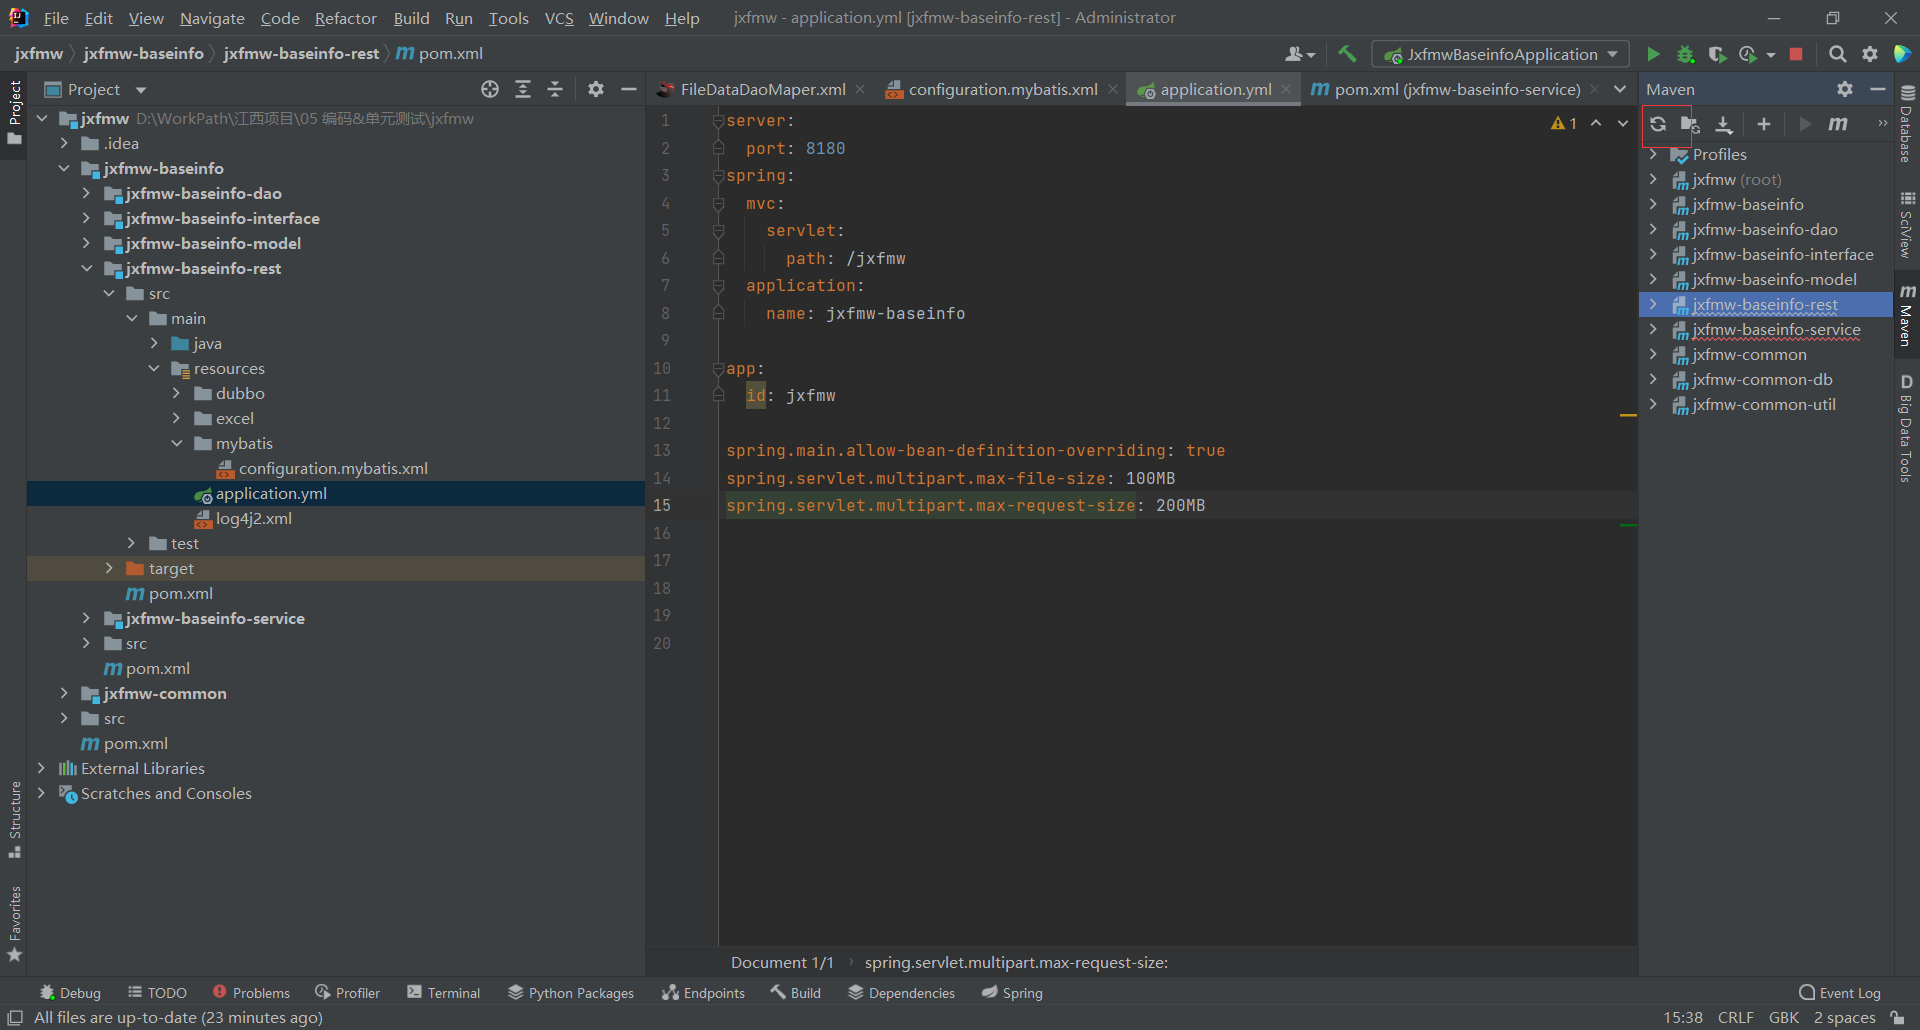 File Edit View Navigate Code Refactor Build Run Tools VCS Window Help jxfmw - application.yml [jxfmw-baseinfo-rest] - Administrator
jxfmw jxfmw-baseinfo jxfmw-baseinfo-rest m pom.xml JxfmwBaseinfoApplication
Project
Project
jxfmw D:\WorkPath\江西项目\05 编码&单元测试\jxfmw
.idea
jxfmw-baseinfo
jxfmw-baseinfo-dao
jxfmw-baseinfo-interface
jxfmw-baseinfo-model
jxfmw-baseinfo-rest
src
main
java
resources
dubbo
excel
mybatis
configuration.mybatis.xml
application.yml
log4j2.xml
test
target
m pom.xml
jxfmw-baseinfo-service
src
m pom.xml
jxfmw-common
src
m pom.xml
External Libraries
Scratches and Consoles
Structure
Favorites
FileDataDaoMaper.xml configuration.mybatis.xml application.yml m pom.xml (jxfmw-baseinfo-service)
1 server:
2 port: 8180
3 spring:
4 mvc:
5 servlet:
6 path: /jxfmw
7 application:
8 name: jxfmw-baseinfo
9
10 app:
11 id: jxfmw
12
13 spring.main.allow-bean-definition-overriding: true
14 spring.servlet.multipart.max-file-size: 100MB
15 spring.servlet.multipart.max-request-size: 200MB
16
17
18
19
20
1
Document 1/1 spring.servlet.multipart.max-request-size:
Maven
m
Profiles
jxfmw (root)
jxfmw-baseinfo
jxfmw-baseinfo-dao
jxfmw-baseinfo-interface
jxfmw-baseinfo-model
jxfmw-baseinfo-rest
jxfmw-baseinfo-service
jxfmw-common
jxfmw-common-db
jxfmw-common-util
Database
SciView
m Maven
D Big Data Tools
Debug TODO Problems Profiler Terminal Python Packages Endpoints Build Dependencies Spring Event Log
All files are up-to-date (23 minutes ago) 15:38 CRLF GBK 2 spaces